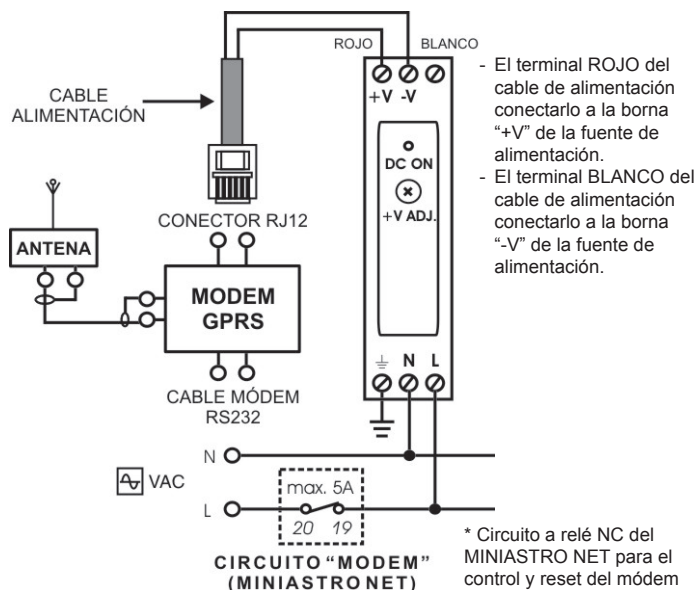 ROJO
BLANCO
+V -V
DC ON
+V ADJ.
N L
CABLE
ALIMENTACIÓN
CONECTOR RJ12
ANTENA
MODEM
GPRS
CABLE MÓDEM
RS232
N
VAC
L
max. 5A
20 19
CIRCUITO "MODEM"
(MINIASTRO NET)
- El terminal ROJO del
cable de alimentación
conectarlo a la borna
“+V” de la fuente de
alimentación.
- El terminal BLANCO del
cable de alimentación
conectarlo a la borna
“-V” de la fuente de
alimentación.
* Circuito a relé NC del
MINIASTRO NET para el
control y reset del módem